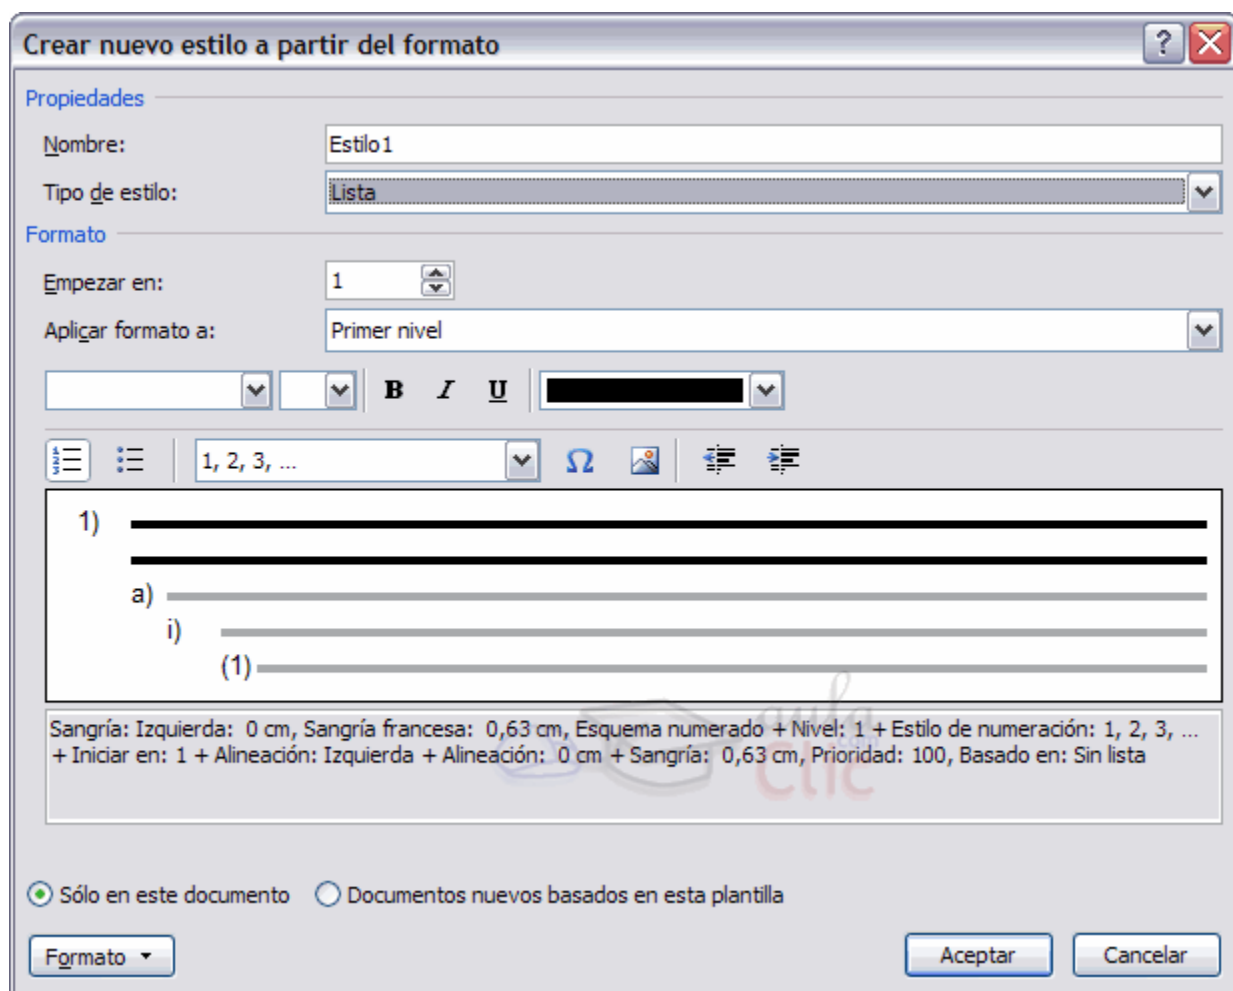 Crear nuevo estilo a partir del formato
Propiedades
Nombre: Estilo1
Tipo de estilo: Lista
Formato
Empezar en: 1
Aplicar formato a: Primer nivel
B I U
1, 2, 3, ... Ω
1)
a)
i)
(1)
Sangría: Izquierda: 0 cm, Sangría francesa: 0,63 cm, Esquema numerado + Nivel: 1 + Estilo de numeración: 1, 2, 3, ...
+ Iniciar en: 1 + Alineación: Izquierda + Alineación: 0 cm + Sangría: 0,63 cm, Prioridad: 100, Basado en: Sin lista
aula
.com
Clic
Sólo en este documento Documentos nuevos basados en esta plantilla
Formato Aceptar Cancelar